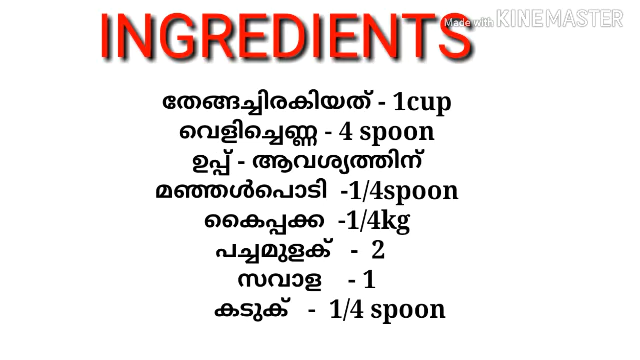 INGREDIENTS
Made with KINEMASTER
തേങ്ങച്ചിരകിയത് - 1cup
വെളിച്ചെണ്ണ - 4 spoon
ഉപ്പ് - ആവശ്യത്തിന്
മഞ്ഞൾപൊടി -1/4spoon
കൈപ്പക്ക -1/4kg
പച്ചമുളക് - 2
സവാള - 1
കടുക് - 1/4 spoon